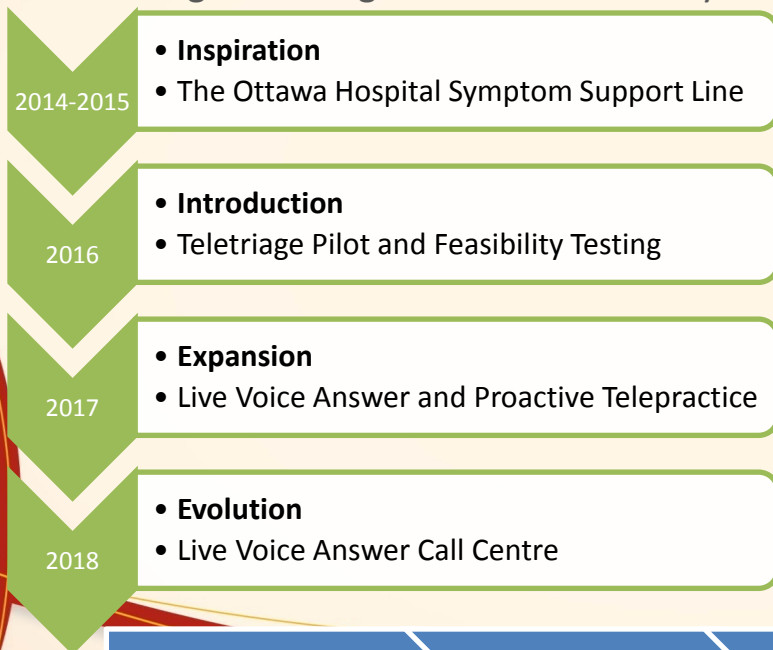 2014-2015
• Inspiration
• The Ottawa Hospital Symptom Support Line
2016
• Introduction
• Teletriage Pilot and Feasibility Testing
2017
• Expansion
• Live Voice Answer and Proactive Telepractice
2018
• Evolution
• Live Voice Answer Call Centre